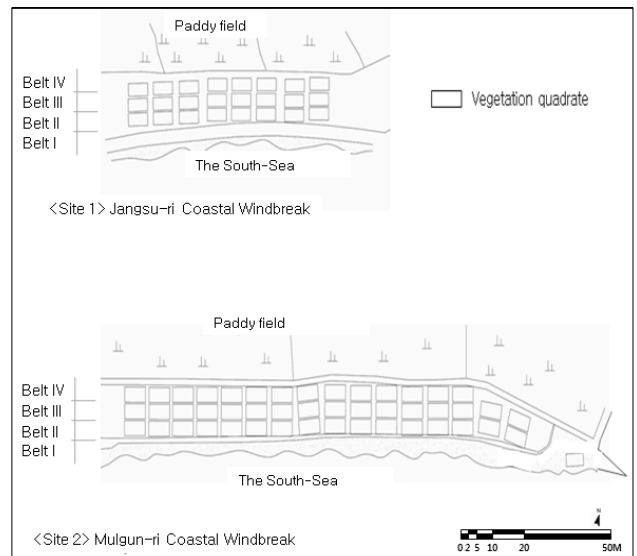 Paddy field
Belt IV
Belt III
Belt II
Belt I
Vegetation quadrate
The South-Sea
<Site 1> Jangsu-ri Coastal Windbreak
Paddy field
Belt IV
Belt III
Belt II
Belt I
The South-Sea
<Site 2> Mulgun-ri Coastal Windbreak
N
0 2 5 10 20 50M